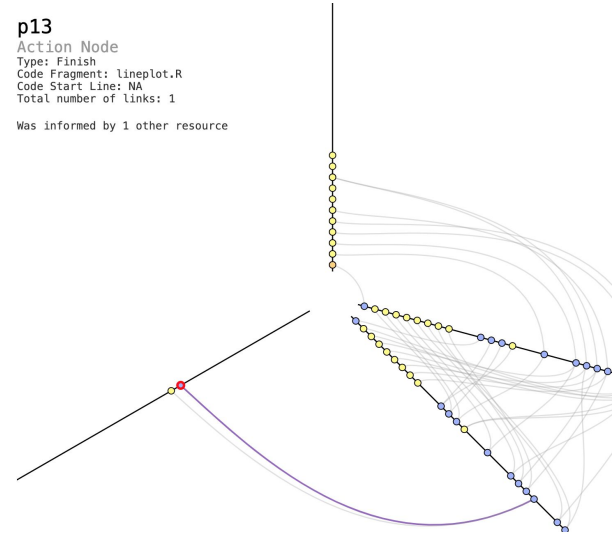 p13
Action Node
Type: Finish
Code Fragment: lineplot.R
Code Start Line: NA
Total number of links: 1
Was informed by 1 other resource